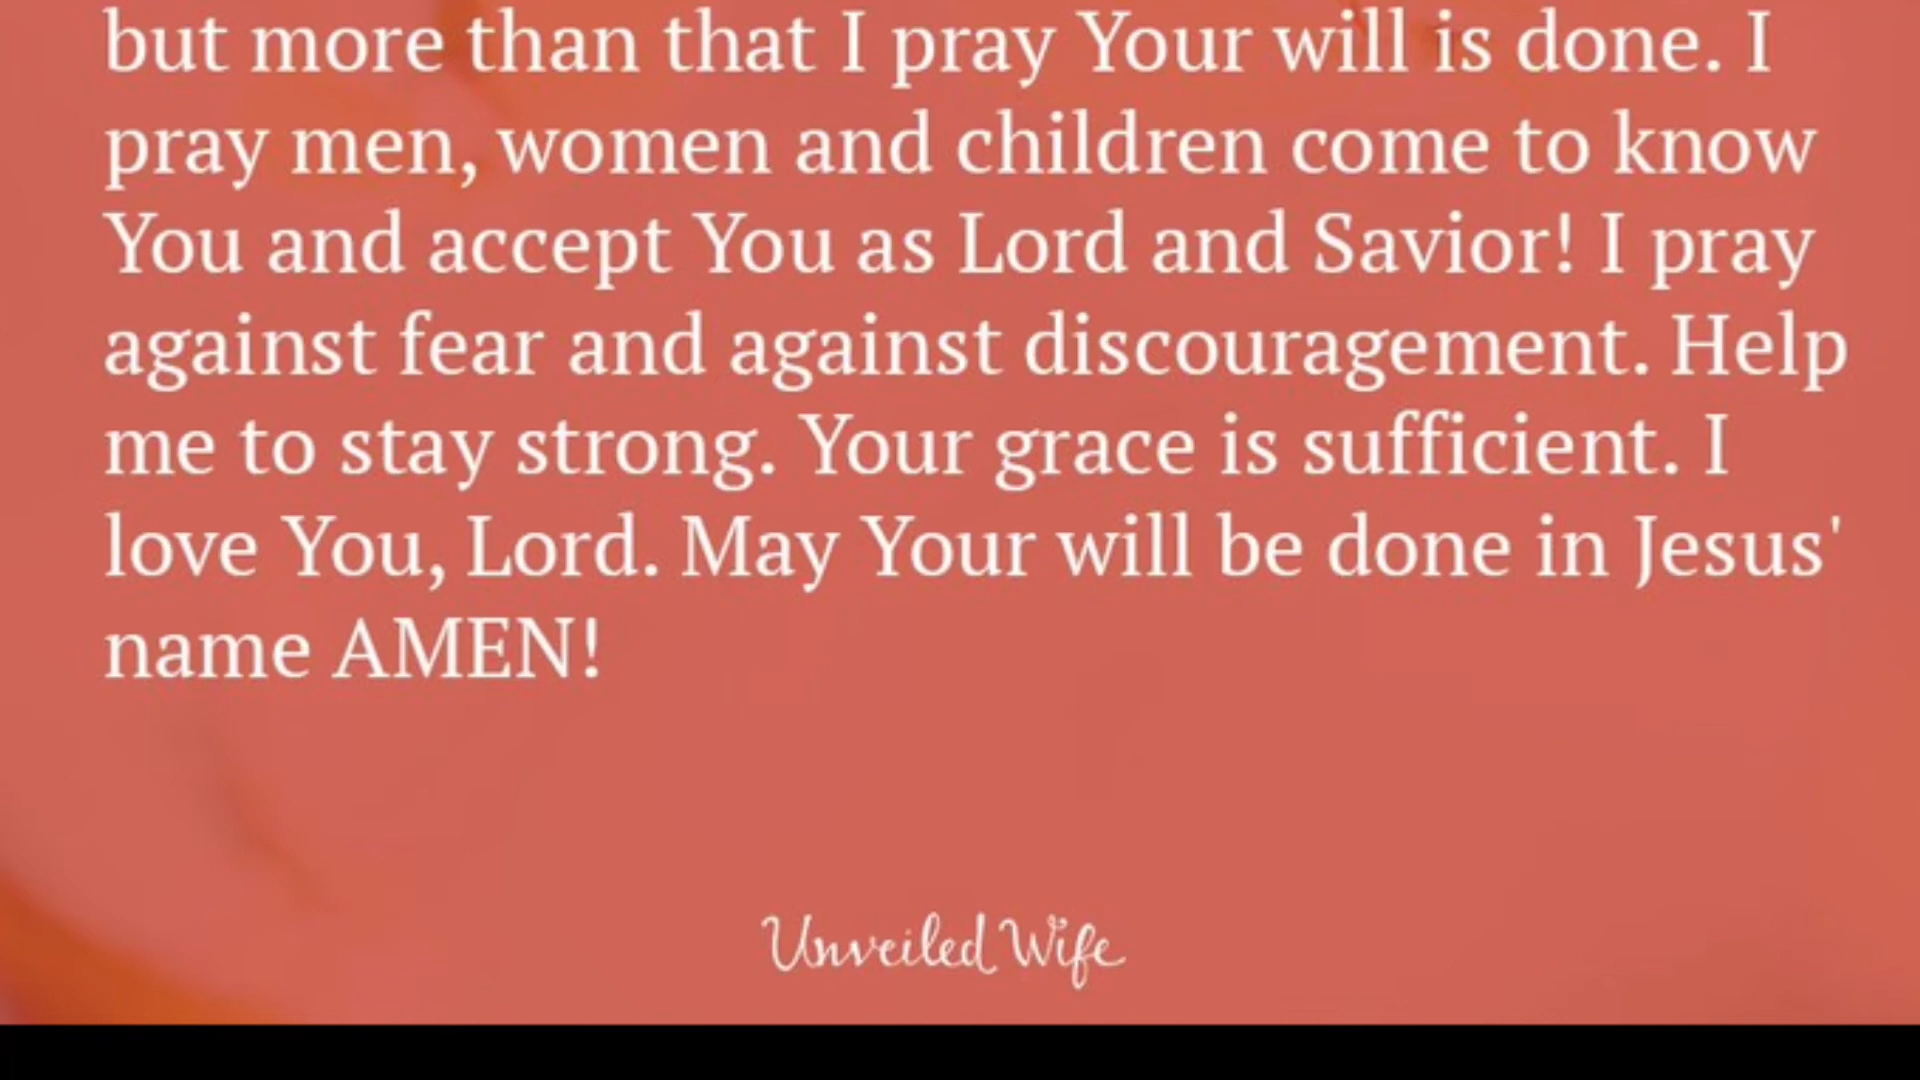 but more than that I pray Your will is done. I
pray men, women and children come to know
You and accept You as Lord and Savior! I pray
against fear and against discouragement. Help
me to stay strong. Your grace is sufficient. I
love You, Lord. May Your will be done in Jesus'
name AMEN!
Unveiled Wife